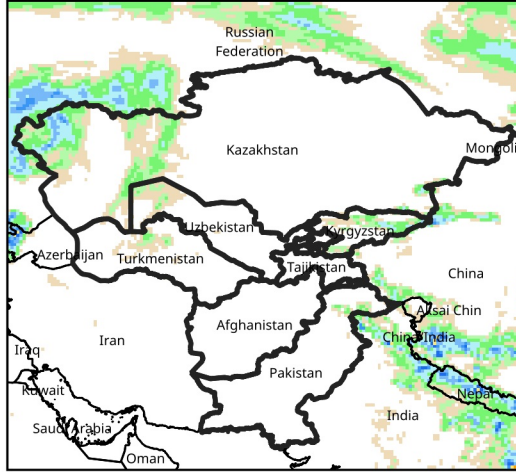 Russian
Federation
Kazakhstan
Mongoli
Uzbekistan
Kyrgyzstan
Azerbaijan
Turkmenistan
Tajikistan
China
Aksai Chin
Afghanistan
China/India
Iran
Iraq
Pakistan
Kuwait
Nepal
India
Saudi Arabia
Oman